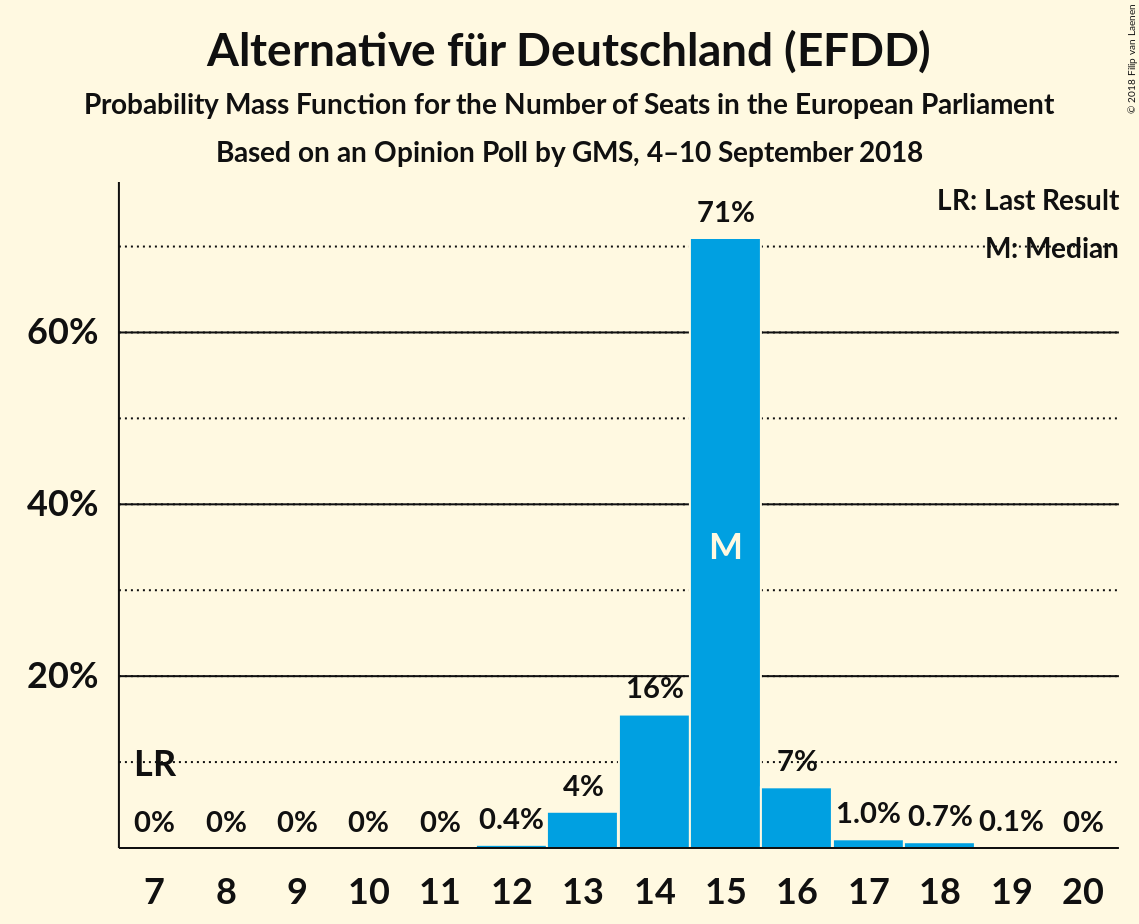 Alternative für Deutschland (EFDD)
Probability Mass Function for the Number of Seats in the European Parliament
Based on an Opinion Poll by GMS, 4–10 September 2018
© 2018 Filip van Laenen
LR: Last Result
M: Median
71%
60%
40%
M
20%
16%
LR
7%
4%
0% 0% 0% 0% 0% 0.4% 1.0% 0.7% 0.1% 0%
7 8 9 10 11 12 13 14 15 16 17 18 19 20